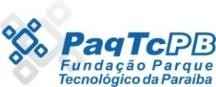 PaqTcPB
Fundação Parque
Tecnológico da Paraíba